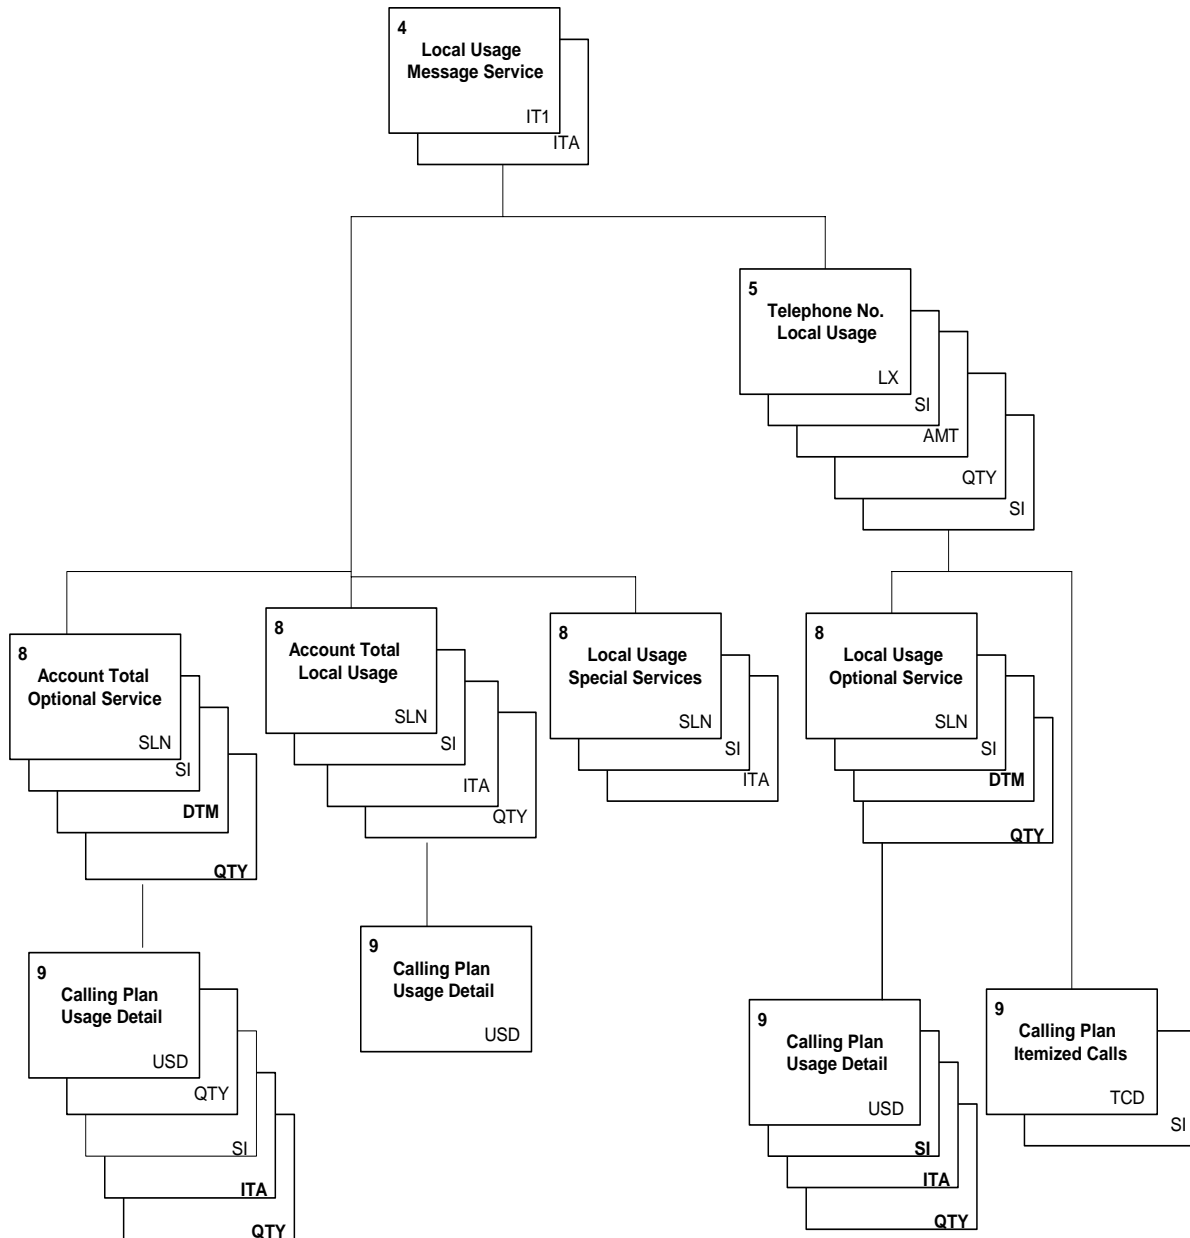 4
Local Usage
Message Service
IT1
ITA
5
Telephone No.
Local Usage
LX
SI
AMT
QTY
SI
8
Account Total
Optional Service
SLN
SI
DTM
QTY
8
Account Total
Local Usage
SLN
SI
ITA
QTY
8
Local Usage
Special Services
SLN
SI
ITA
8
Local Usage
Optional Service
SLN
SI
DTM
QTY
9
Calling Plan
Usage Detail
USD
QTY
SI
ITA
QTY
9
Calling Plan
Usage Detail
USD
9
Calling Plan
Usage Detail
USD
SI
ITA
QTY
9
Calling Plan
Itemized Calls
TCD
SI